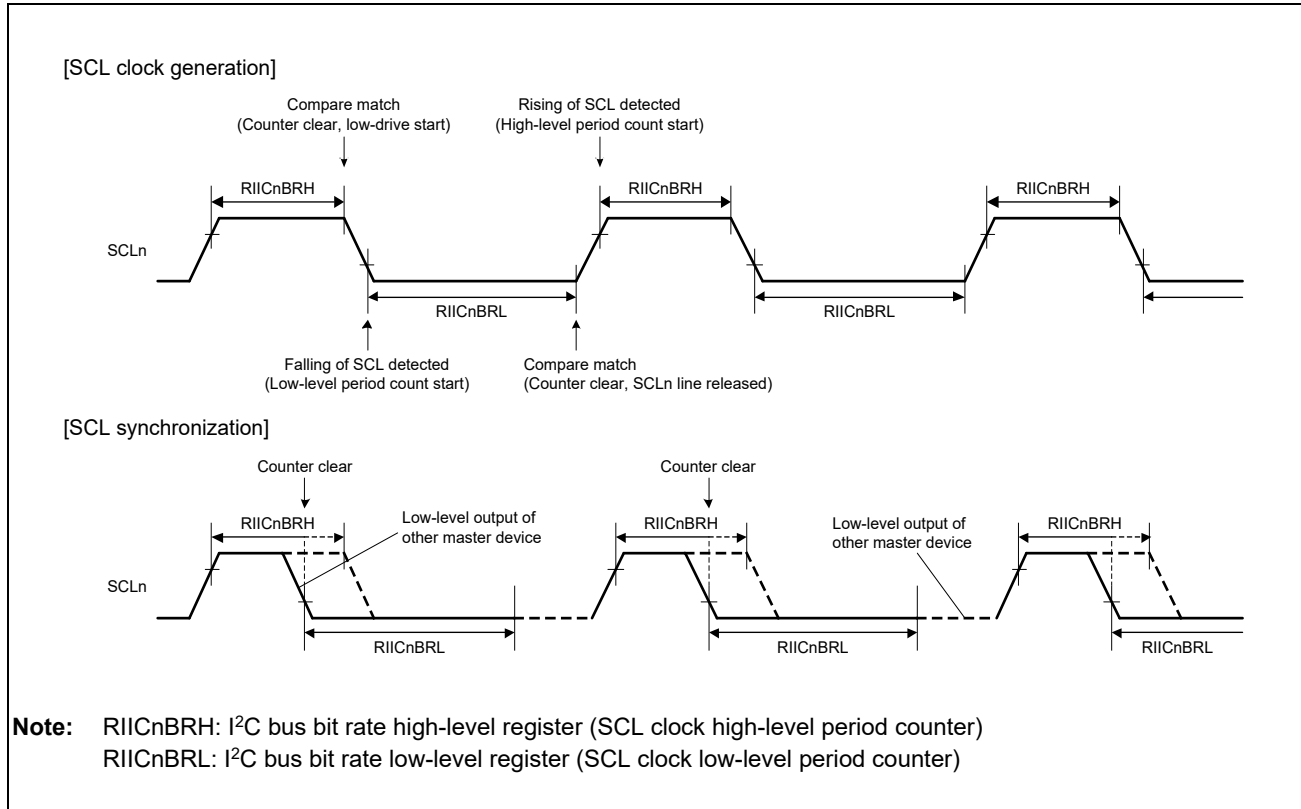 [SCL clock generation]
Compare match
(Counter clear, low-drive start)
Rising of SCL detected
(High-level period count start)
RIICnBRH
RIICnBRH
RIICnBRH
SCLn
RIICnBRL
RIICnBRL
Falling of SCL detected
(Low-level period count start)
Compare match
(Counter clear, SCLn line released)
[SCL synchronization]
Counter clear
Counter clear
RIICnBRH
Low-level output of
other master device
RIICnBRH
Low-level output of
other master device
RIICnBRH
SCLn
RIICnBRL
RIICnBRL
RIICnBRL
Note: RIICnBRH: I²C bus bit rate high-level register (SCL clock high-level period counter)
RIICnBRL: I²C bus bit rate low-level register (SCL clock low-level period counter)